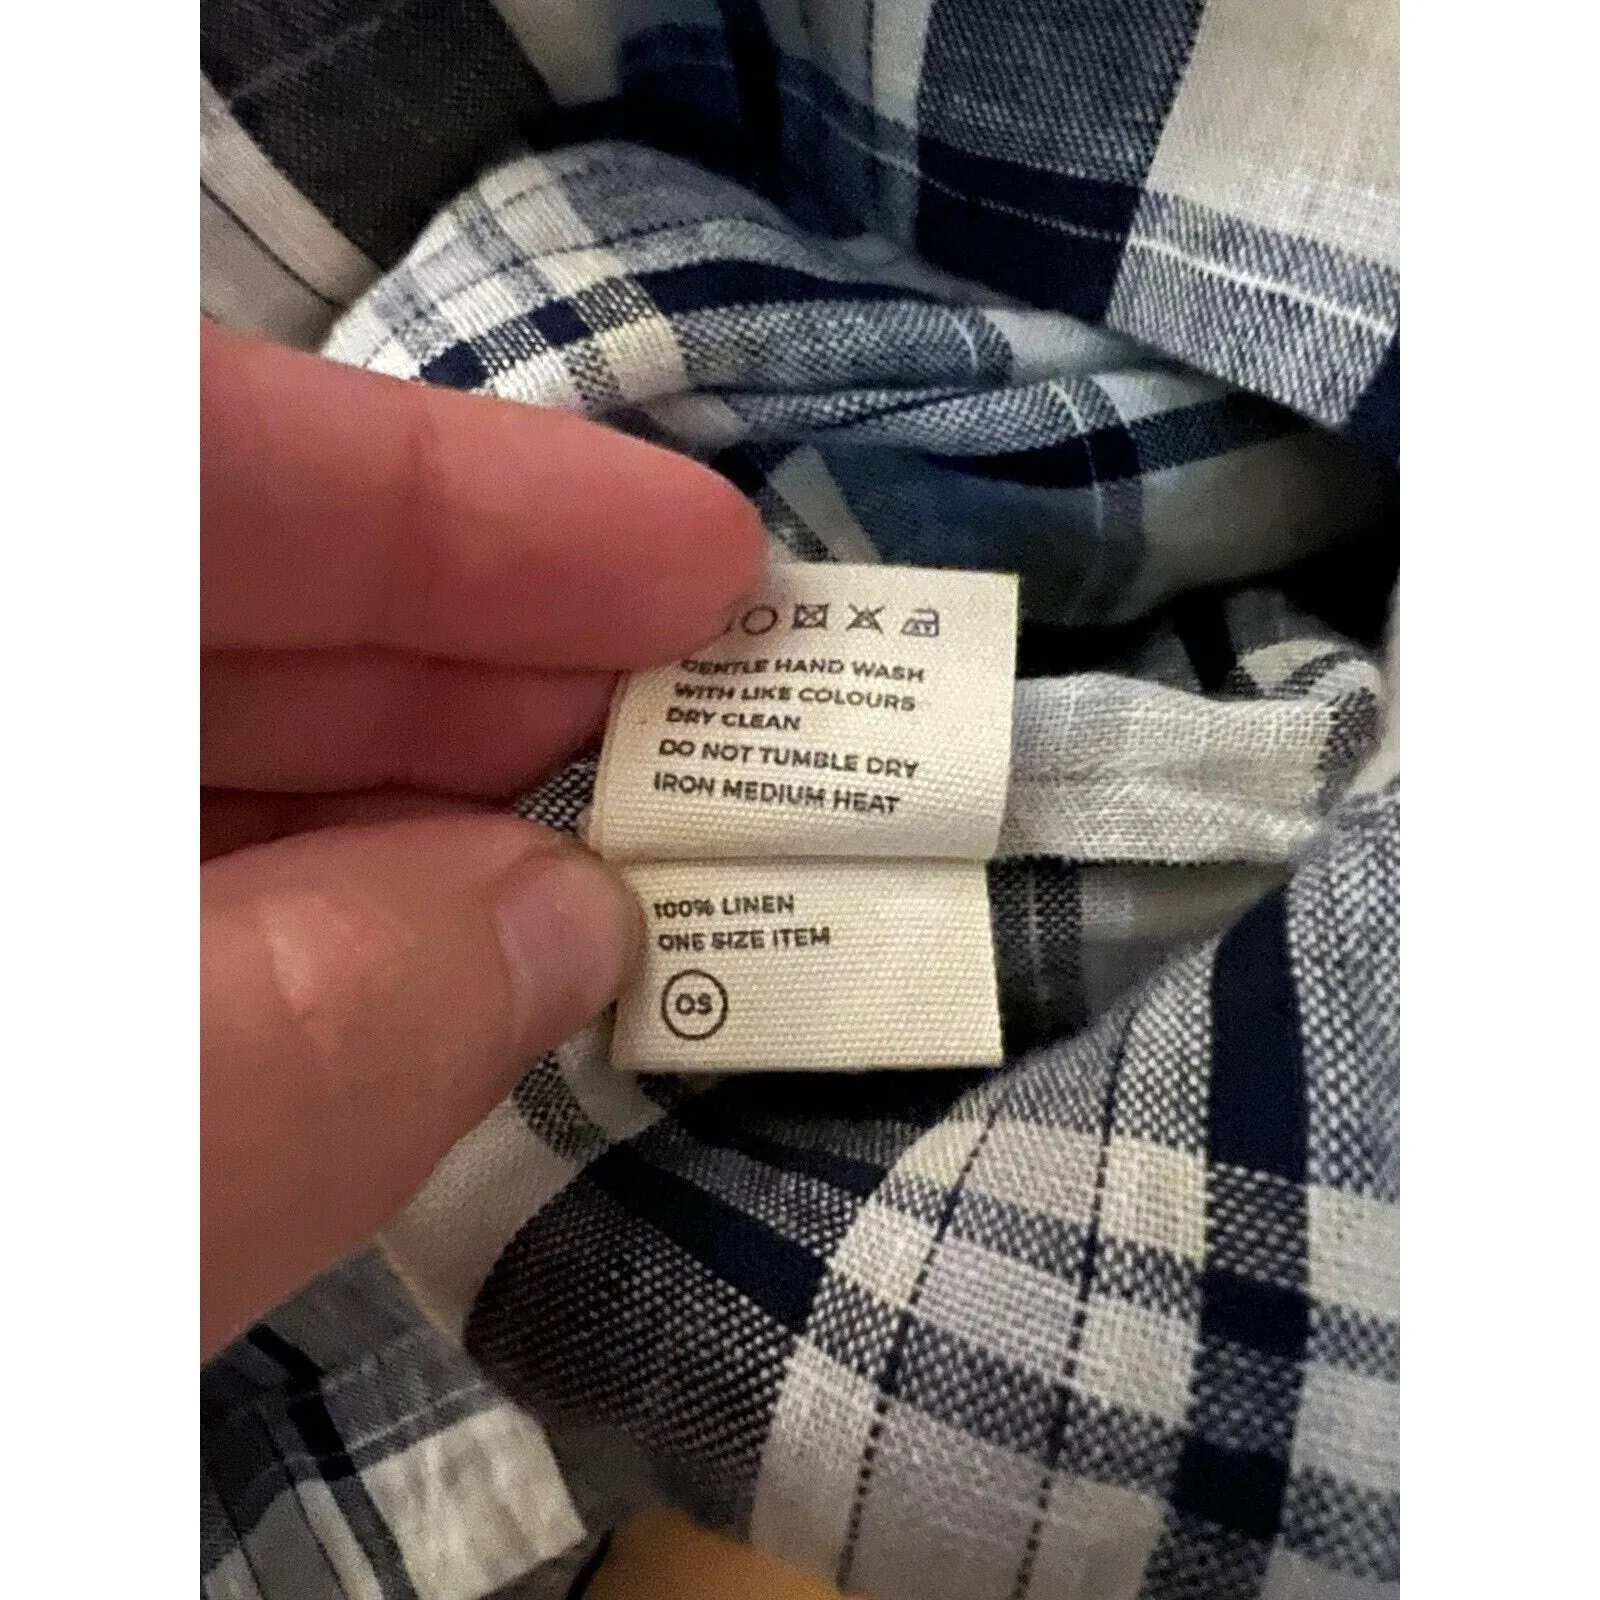 GENTLE HAND WASH
WITH LIKE COLOURS
DRY CLEAN
DO NOT TUMBLE DRY
IRON MEDIUM HEAT
100% LINEN
ONE SIZE ITEM
OS